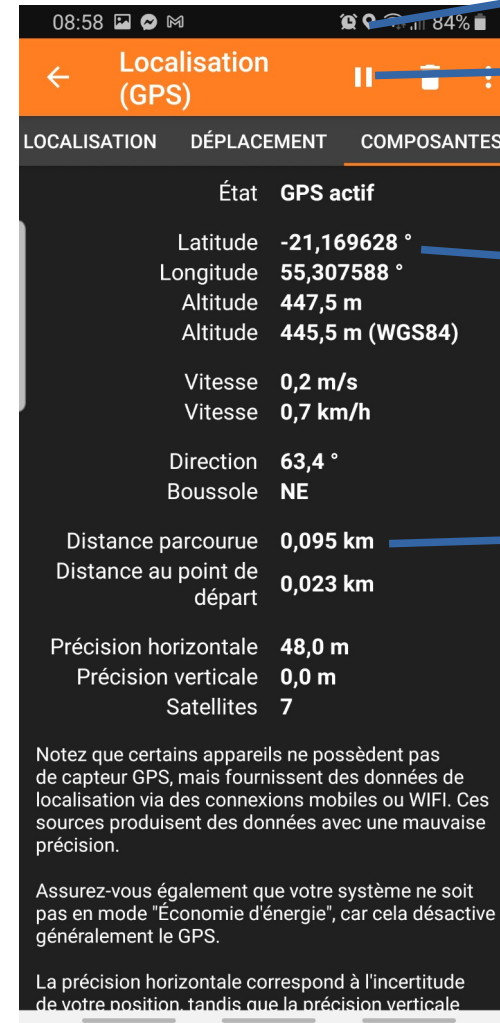 08:58 84%
Localisation
(GPS)
LOCALISATION DÉPLACEMENT COMPOSANTES
État GPS actif
Latitude -21,169628 °
Longitude 55,307588 °
Altitude 447,5 m
Altitude 445,5 m (WGS84)
Vitesse 0,2 m/s
Vitesse 0,7 km/h
Direction 63,4 °
Boussole NE
Distance parcourue 0,095 km
Distance au point de
départ 0,023 km
Précision horizontale 48,0 m
Précision verticale 0,0 m
Satellites 7
Notez que certains appareils ne possèdent pas
de capteur GPS, mais fournissent des données de
localisation via des connexions mobiles ou WIFI. Ces
sources produisent des données avec une mauvaise
précision.
Assurez-vous également que votre système ne soit
pas en mode "Économie d'énergie", car cela désactive
généralement le GPS.
La précision horizontale correspond à l'incertitude
de votre position, tandis que la précision verticale